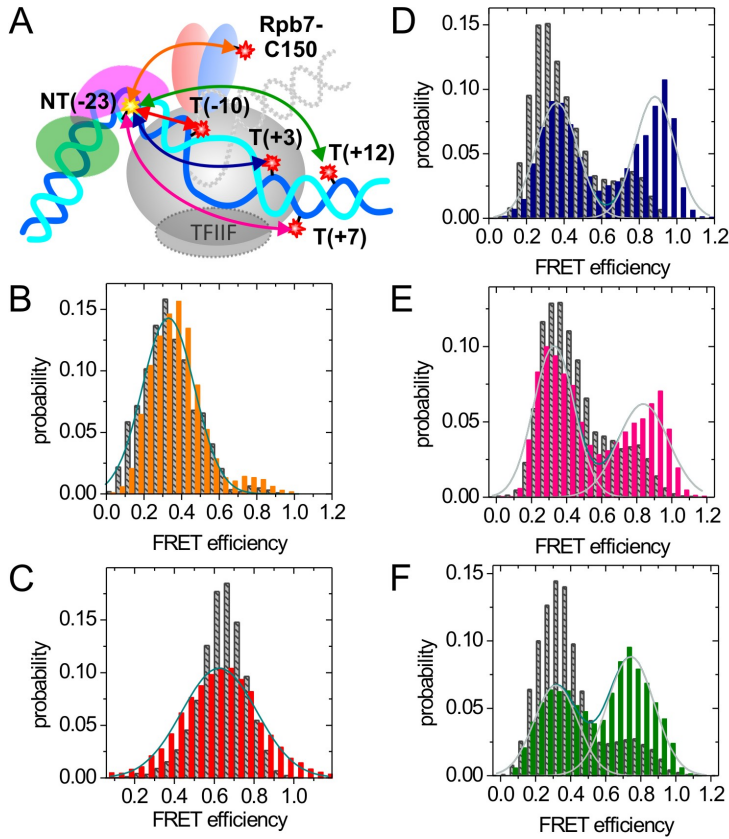 A
Rpb7-
C150
NT(-23)
T(-10)
T(+3)
T(+12)
TFIIF
T(+7)
D
0.15
0.10
0.05
0.00
probability
0.0 0.2 0.4 0.6 0.8 1.0 1.2
FRET efficiency
B
0.15
0.10
0.05
0.00
probability
0.0 0.2 0.4 0.6 0.8 1.0 1.2
FRET efficiency
E
0.10
0.05
0.00
probability
0.0 0.2 0.4 0.6 0.8 1.0 1.2
FRET efficiency
C
0.15
0.10
0.05
0.00
probability
0.2 0.4 0.6 0.8 1.0
FRET efficiency
F
0.15
0.10
0.05
0.00
probability
0.0 0.2 0.4 0.6 0.8 1.0 1.2
FRET efficiency